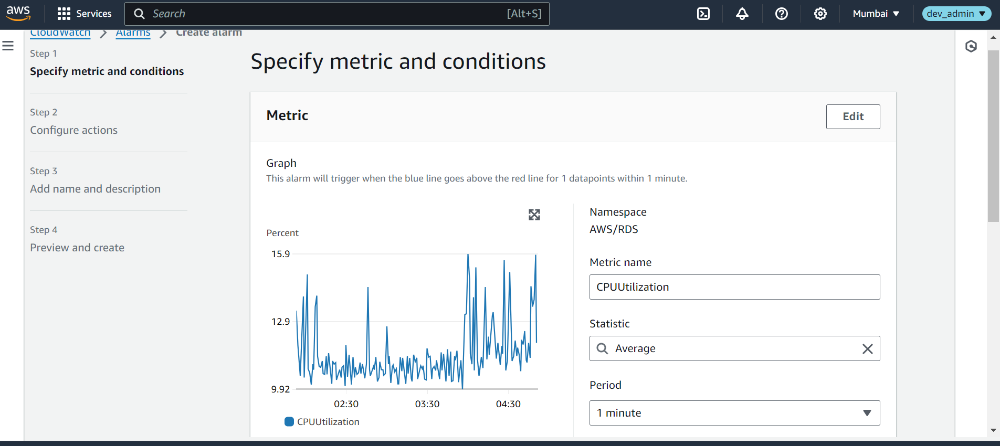 aws Services Search [Alt+S] Mumbai dev_admin
CloudWatch Alarms Create alarm
Step 1
Specify metric and conditions
Step 2
Configure actions
Step 3
Add name and description
Step 4
Preview and create
Specify metric and conditions
Metric
Edit
Graph
This alarm will trigger when the blue line goes above the red line for 1 datapoints within 1 minute.
Percent
15.9
12.9
9.92
02:30 03:30 04:30
CPUUtilization
Namespace
AWS/RDS
Metric name
CPUUtilization
Statistic
Average
Period
1 minute